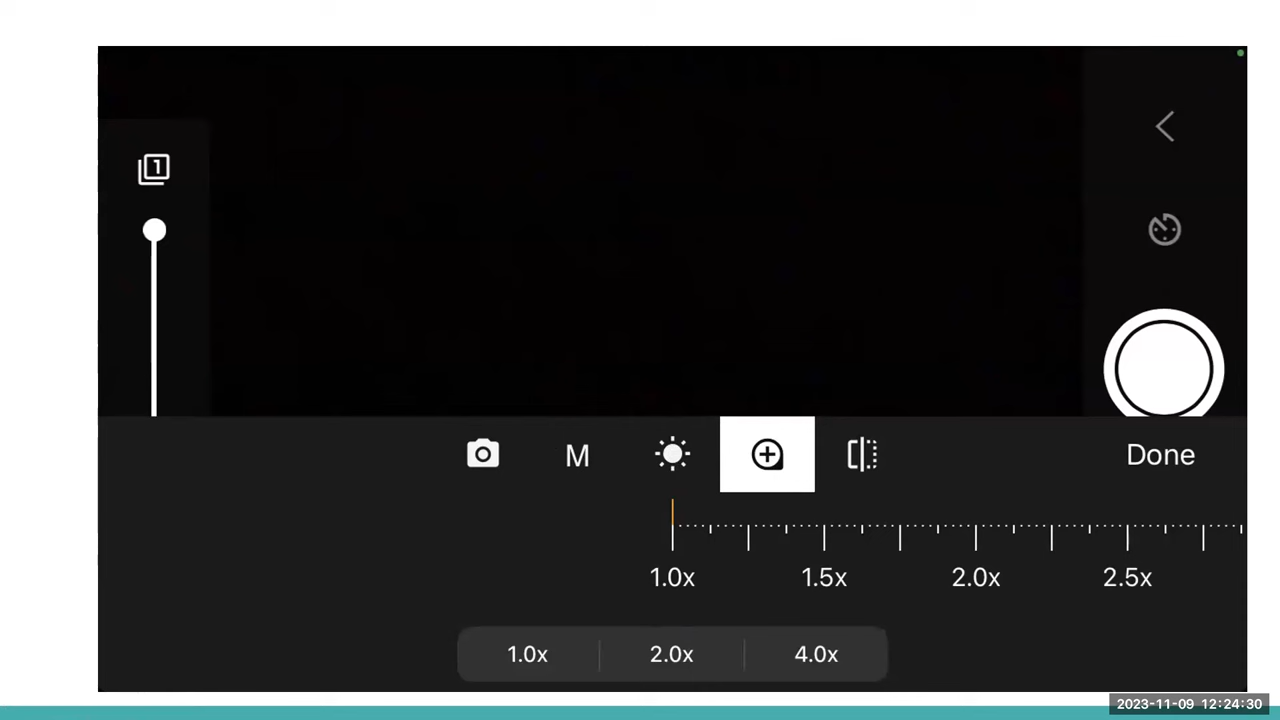 1
M
Done
1.0x 1.5x 2.0x 2.5x
1.0x 2.0x 4.0x
2023-11-09 12:24:30